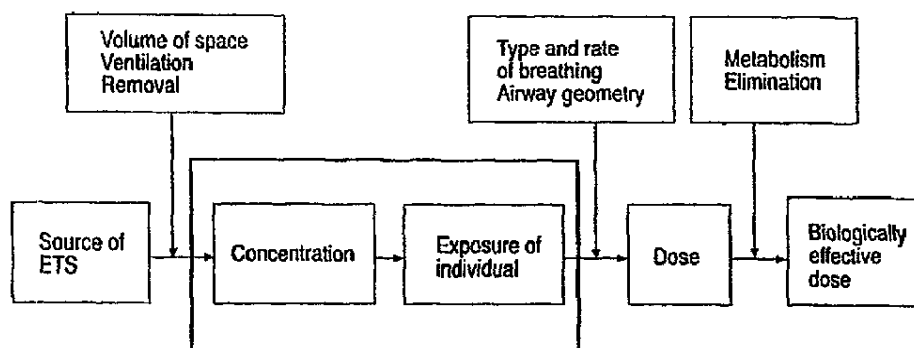 Volume of space
Ventilation
Removal
Type and rate
of breathing
Airway geometry
Metabolism
Elimination
Source of
ETS
Concentration
Exposure of
individual
Dose
Biologically
effective
dose